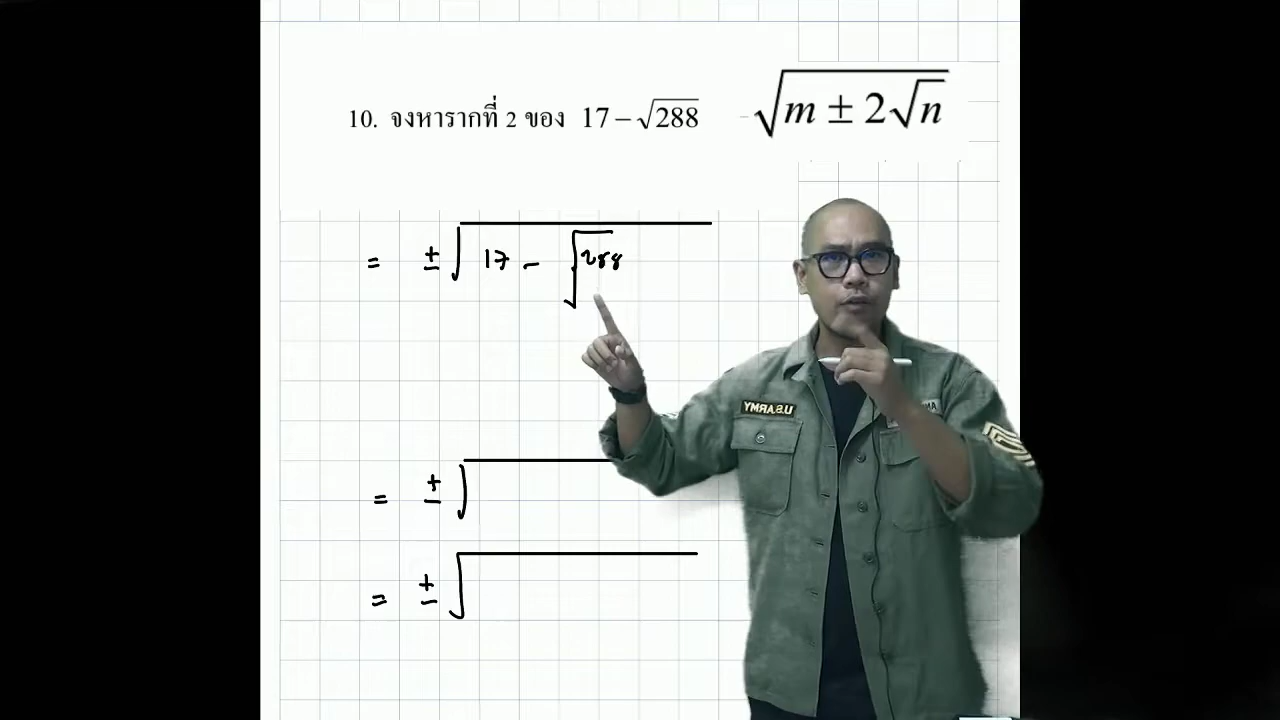 10. จงหารากที่ 2 ของ 17 − √288
√(m ± 2√n)
= ± √(17 − √288)
U.S.ARMY
= ± √
= ± √